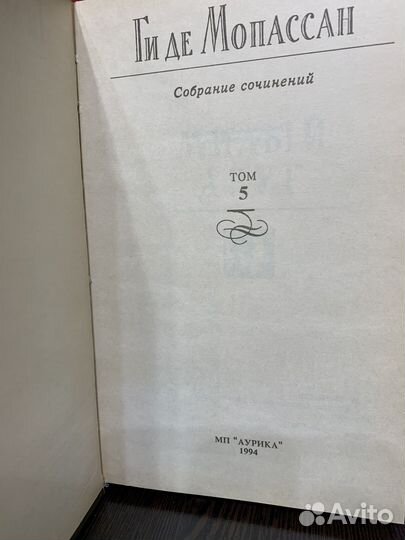 Ги де Мопассан
Собрание сочинений
ТОМ
5
МП "АУРИКА"
1994
Avito